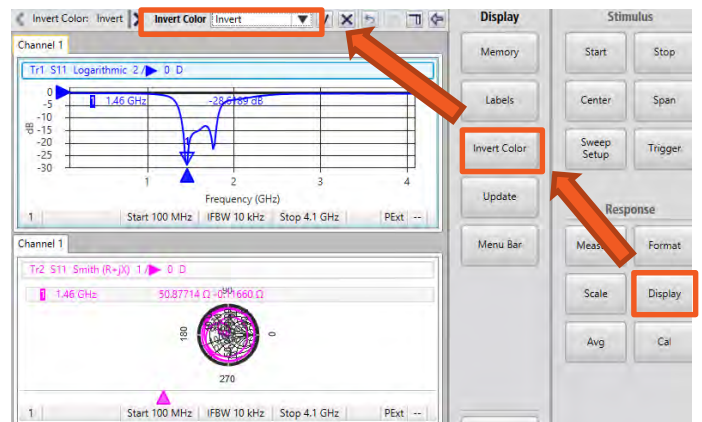 Invert Color: Invert
Invert Color Invert
Channel 1
Tr1 S11 Logarithmic 2 / 0 D
1 1.46 GHz
dB
0
-5
-10
-15
-20
-25
-30
1 2 3 4
Frequency (GHz)
1 Start 100 MHz IFBW 10 kHz Stop 4.1 GHz PExt --
Channel 1
Tr2 S11 Smith (R+jX) 1 / 0 D
1 1.46 GHz 50.87714 Ω
180 0
270
1 Start 100 MHz IFBW 10 kHz Stop 4.1 GHz PExt --
Display
Memory
Labels
Invert Color
Update
Menu Bar
Stimulus
Start Stop
Center Span
Sweep
Setup
Trigger
Response
Format
Scale Display
Avg Cal